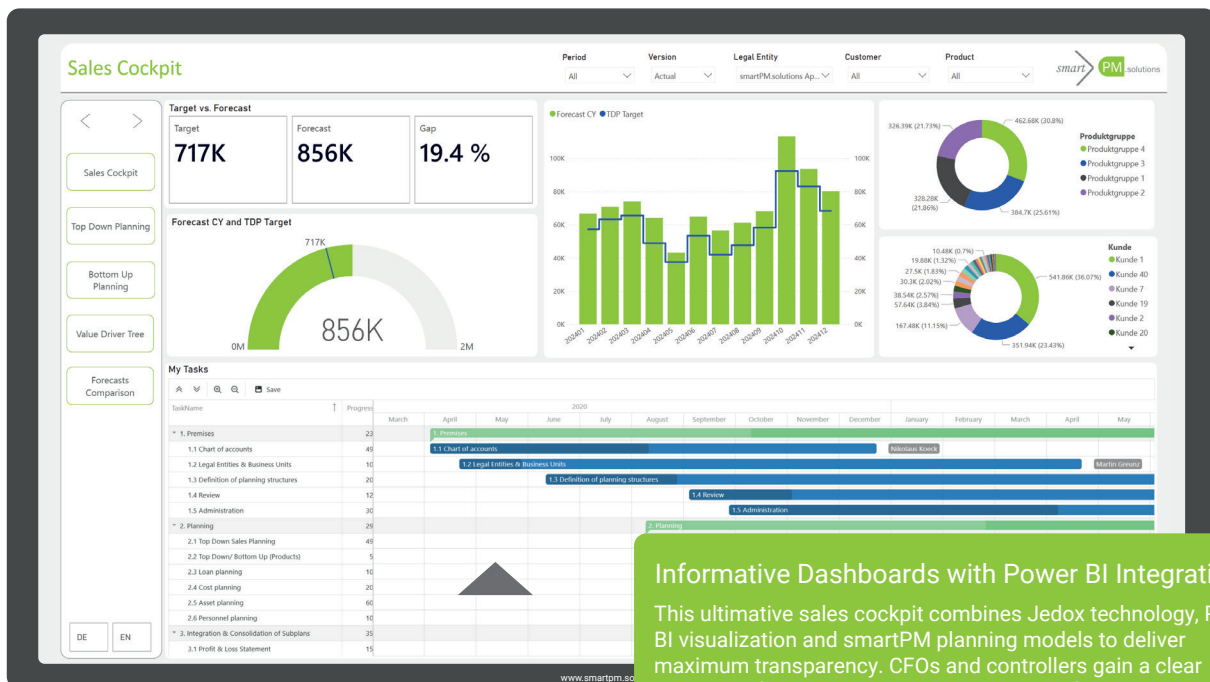 Sales Cockpit
Period
All
Version
Actual
Legal Entity
smartPM.solutions Ap...
Customer
All
Product
All
smart PM .solutions
< >
Sales Cockpit
Top Down Planning
Bottom Up
Planning
Value Driver Tree
Forecasts
Comparison
DE EN
Target vs. Forecast
Target
717K
Forecast
856K
Gap
19.4 %
Forecast CY and TDP Target
717K
856K
0M 2M
Forecast CY TDP Target
100K 100K
80K 80K
60K 60K
40K 40K
20K 20K
0K 0K
202401 202402 202403 202404 202405 202406 202407 202408 202409 202410 202411 202412
326.39K (21.73%)
462.68K (30.8%)
328.28K
(21.86%)
384.7K (25.61%)
Produktgruppe
Produktgruppe 4
Produktgruppe 3
Produktgruppe 1
Produktgruppe 2
10.48K (0.7%)
19.88K (1.32%)
27.5K (1.83%)
30.3K (2.02%)
38.54K (2.57%)
57.64K (3.84%)
167.48K (11.15%)
541.86K (36.07%)
351.94K (23.43%)
Kunde
Kunde 1
Kunde 40
Kunde 7
Kunde 19
Kunde 2
Kunde 20
My Tasks
Save
TaskName Progress
2020
March April May June July August September October November December January February March April May
1. Premises 23 1. Premises
1.1 Chart of accounts 49 1.1 Chart of accounts Nikolaus Koeck
1.2 Legal Entities & Business Units 10 1.2 Legal Entities & Business Units Martin Greunz
1.3 Definition of planning structures 20 1.3 Definition of planning structures
1.4 Review 12 1.4 Review
1.5 Administration 30 1.5 Administration
2. Planning 29 2. Planning
2.1 Top Down Sales Planning 49
2.2 Top Down/ Bottom Up (Products) 5
2.3 Loan planning 10
2.4 Cost planning 20
2.5 Asset planning 60
2.6 Personnel planning 10
3. Integration & Consolidation of Subplans 35
3.1 Profit & Loss Statement 15
www.smartpm.so
Informative Dashboards with Power BI Integrati
This ultimative sales cockpit combines Jedox technology, P
BI visualization and smartPM planning models to deliver
maximum transparency. CFOs and controllers gain a clear